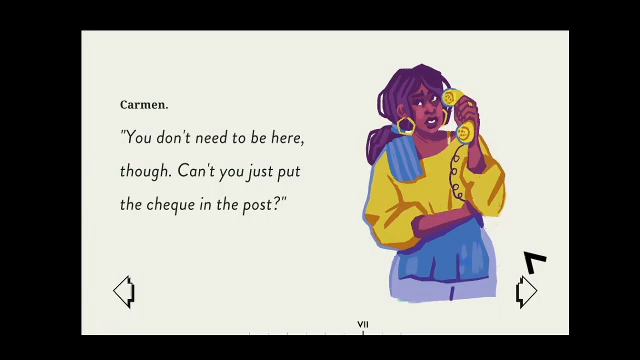 Carmen.
"You don't need to be here,
though. Can't you just put
the cheque in the post?"
VII